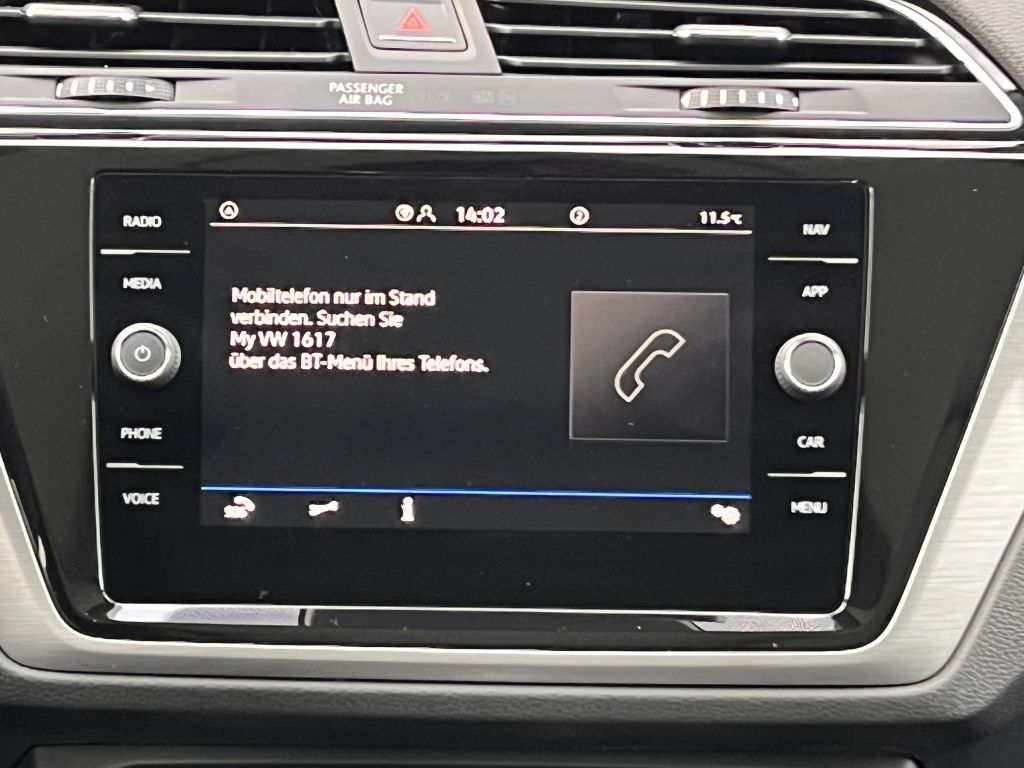 PASSENGER
AIR BAG
RADIO
MEDIA
PHONE
VOICE
14:02
11.5°C
Mobiltelefon nur im Stand
verbinden. Suchen Sie
My VW 1617
über das BT-Menü Ihres Telefons.
SOS
i
NAV
APP
CAR
MENU